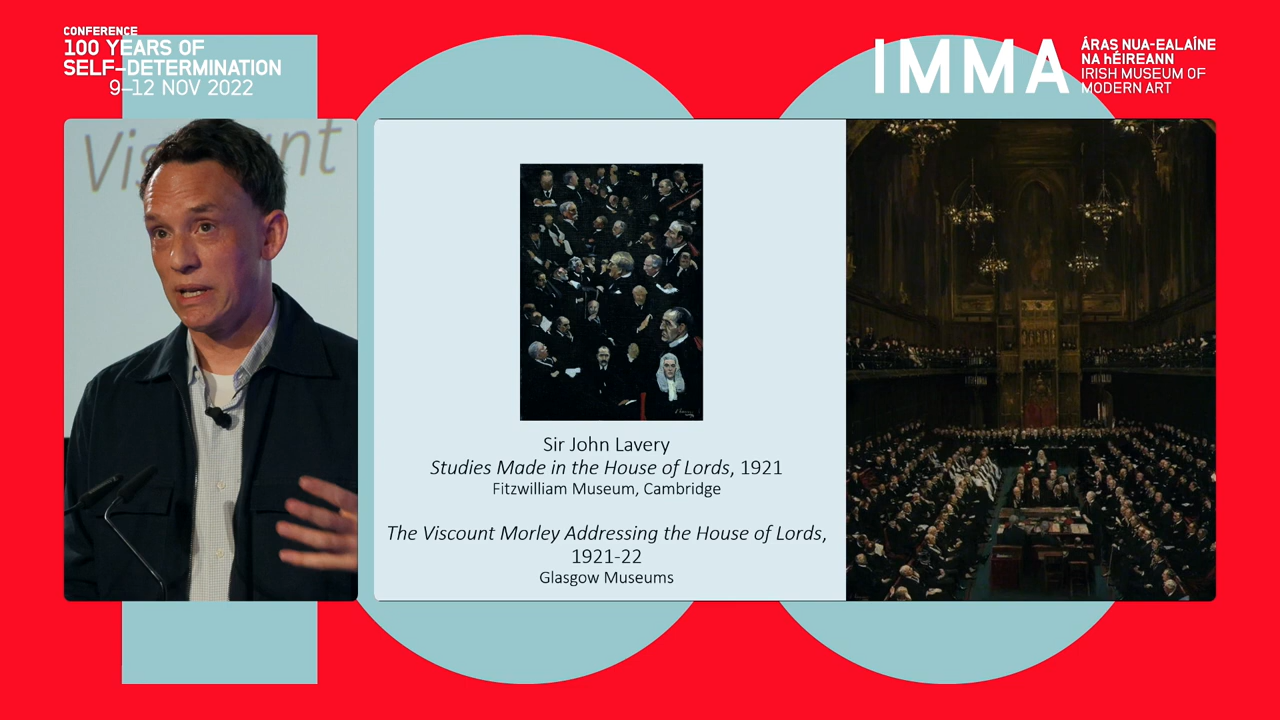 CONFERENCE
100 YEARS OF
SELF-DETERMINATION
9–12 NOV 2022
IMMA
ÁRAS NUA-EALAÍNE
NA hÉIREANN
IRISH MUSEUM OF
MODERN ART
Sir John Lavery
Studies Made in the House of Lords, 1921
Fitzwilliam Museum, Cambridge
The Viscount Morley Addressing the House of Lords,
1921-22
Glasgow Museums